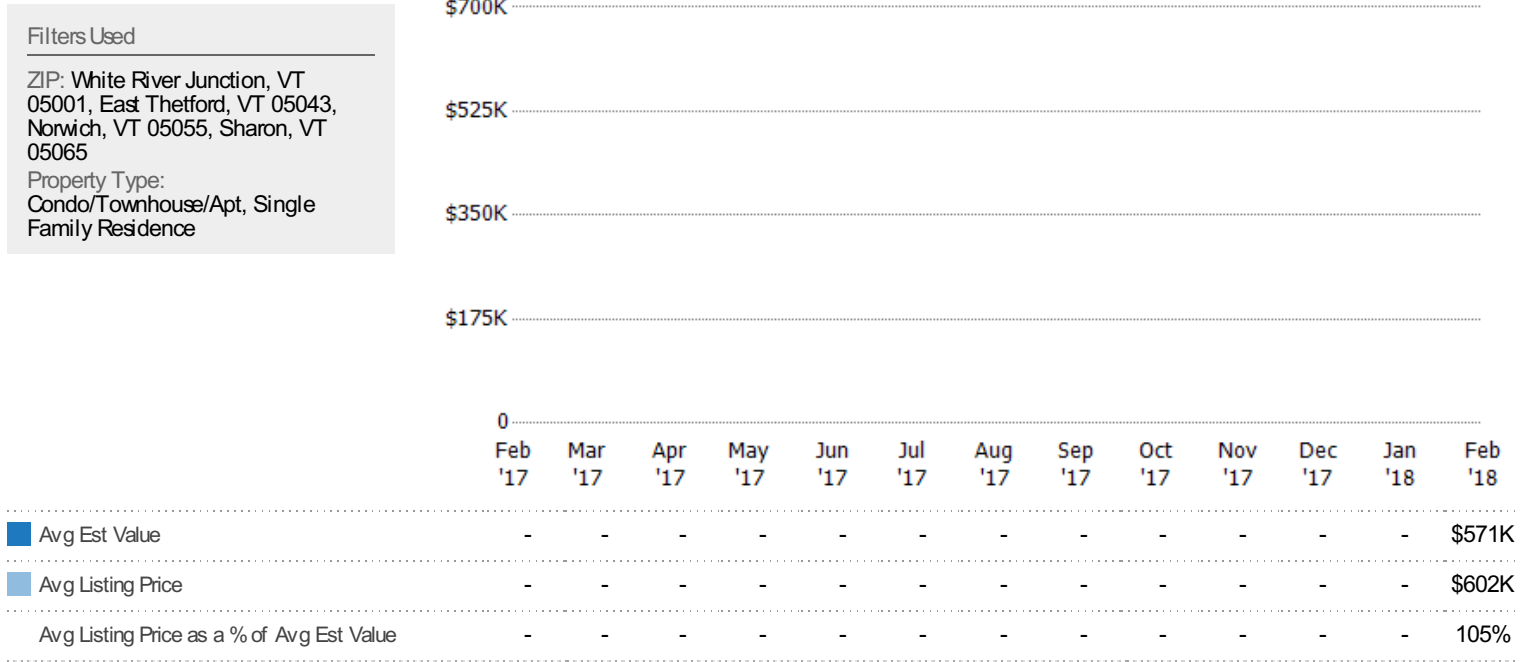 Filters Used
ZIP: White River Junction, VT
05001, East Thetford, VT 05043,
Norwich, VT 05055, Sharon, VT
05065
Property Type:
Condo/Townhouse/Apt, Single
Family Residence
$700K
$525K
$350K
$175K
0
Feb Mar Apr May Jun Jul Aug Sep Oct Nov Dec Jan Feb
'17 '17 '17 '17 '17 '17 '17 '17 '17 '17 '17 '18 '18
Avg Est Value - - - - - - - - - - - - $571K
Avg Listing Price - - - - - - - - - - - - $602K
Avg Listing Price as a % of Avg Est Value - - - - - - - - - - - - 105%